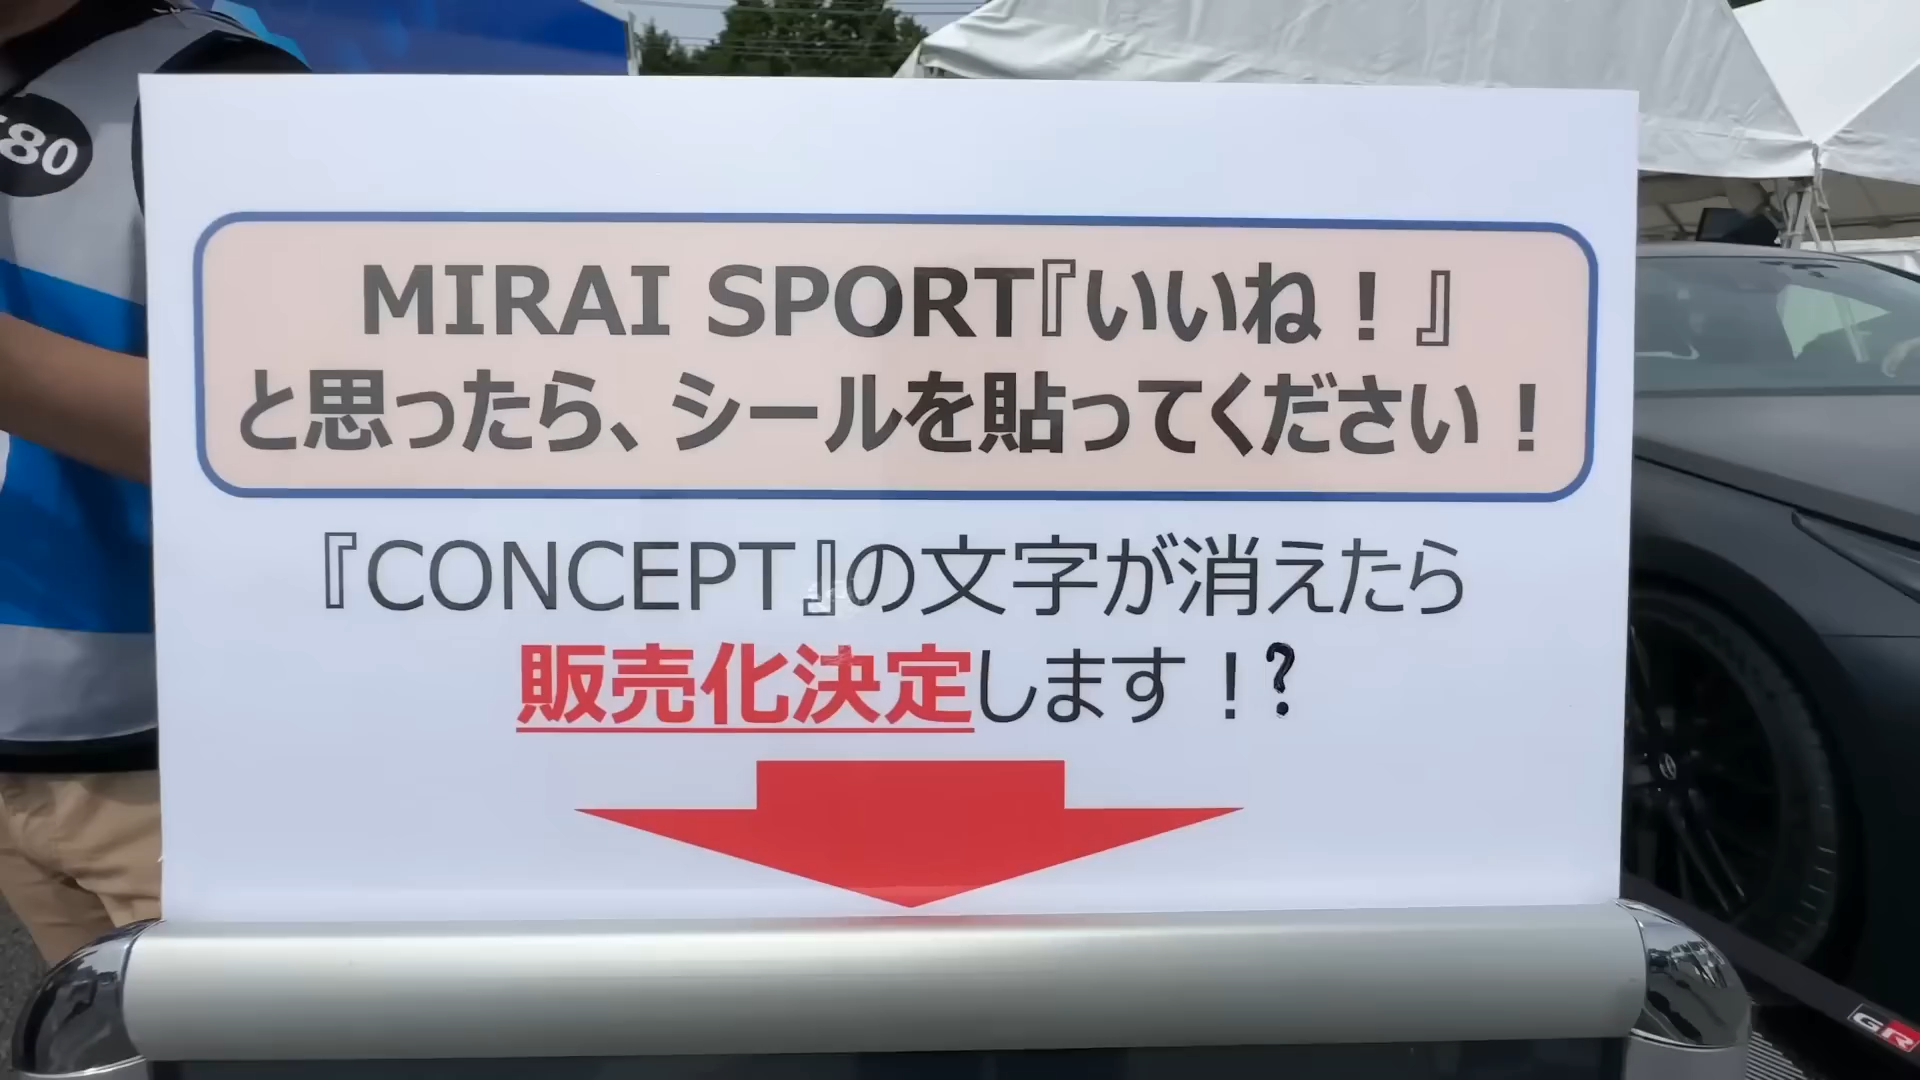 MIRAI SPORT『いいね！』
と思ったら、シールを貼ってください！
『CONCEPT』の文字が消えたら
販売化決定します！?
80
GR